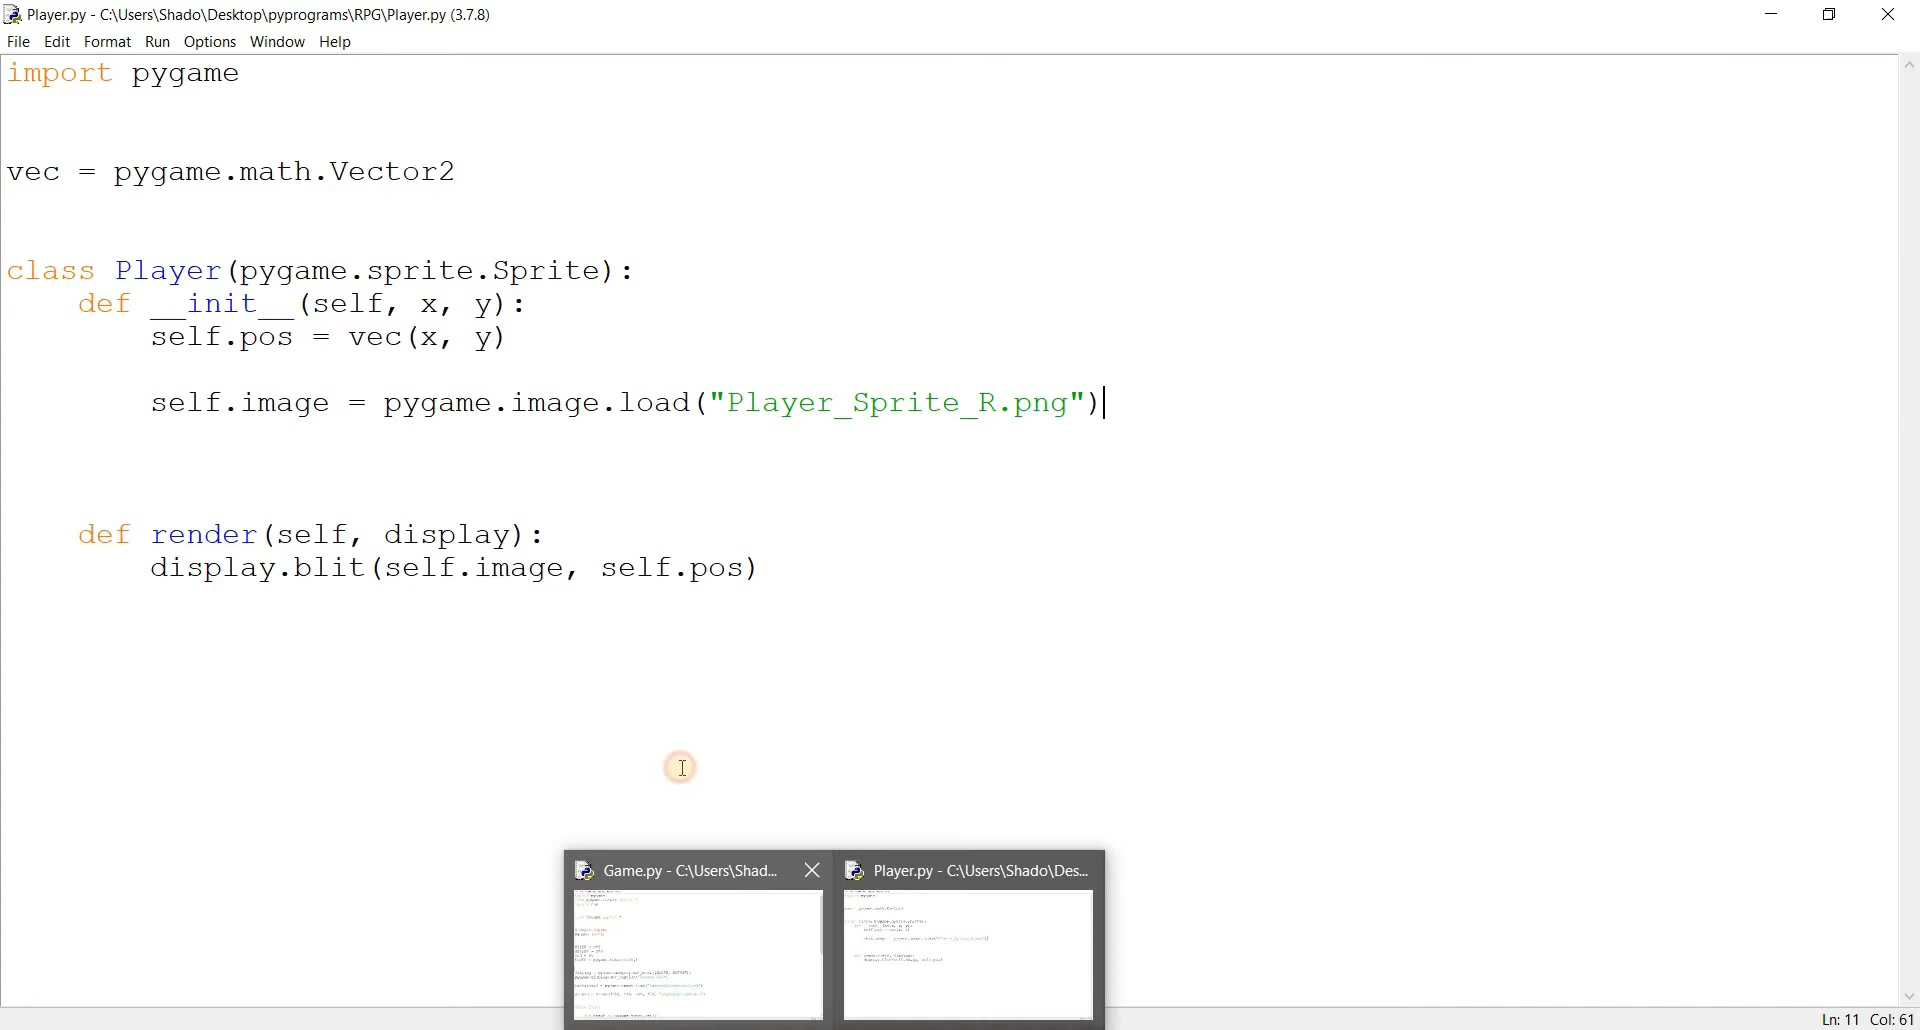 Player.py - C:\Users\Shado\Desktop\pyprograms\RPG\Player.py (3.7.8)
File Edit Format Run Options Window Help
import pygame
vec = pygame.math.Vector2
class Player(pygame.sprite.Sprite):
    def __init__(self, x, y):
        self.pos = vec(x, y)
        self.image = pygame.image.load("Player_Sprite_R.png")
    def render(self, display):
        display.blit(self.image, self.pos)
Game.py - C:\Users\Shad...
Player.py - C:\Users\Shado\Des...
Ln: 11 Col: 61